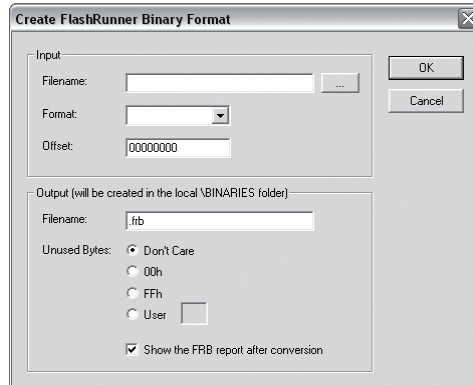 Create FlashRunner Binary Format
Input
Filename:
...
OK
Format:
Cancel
Offset:
00000000
Output (will be created in the local \BINARIES folder)
Filename:
.frb
Unused Bytes:
Don't Care
00h
FFh
User
Show the FRB report after conversion